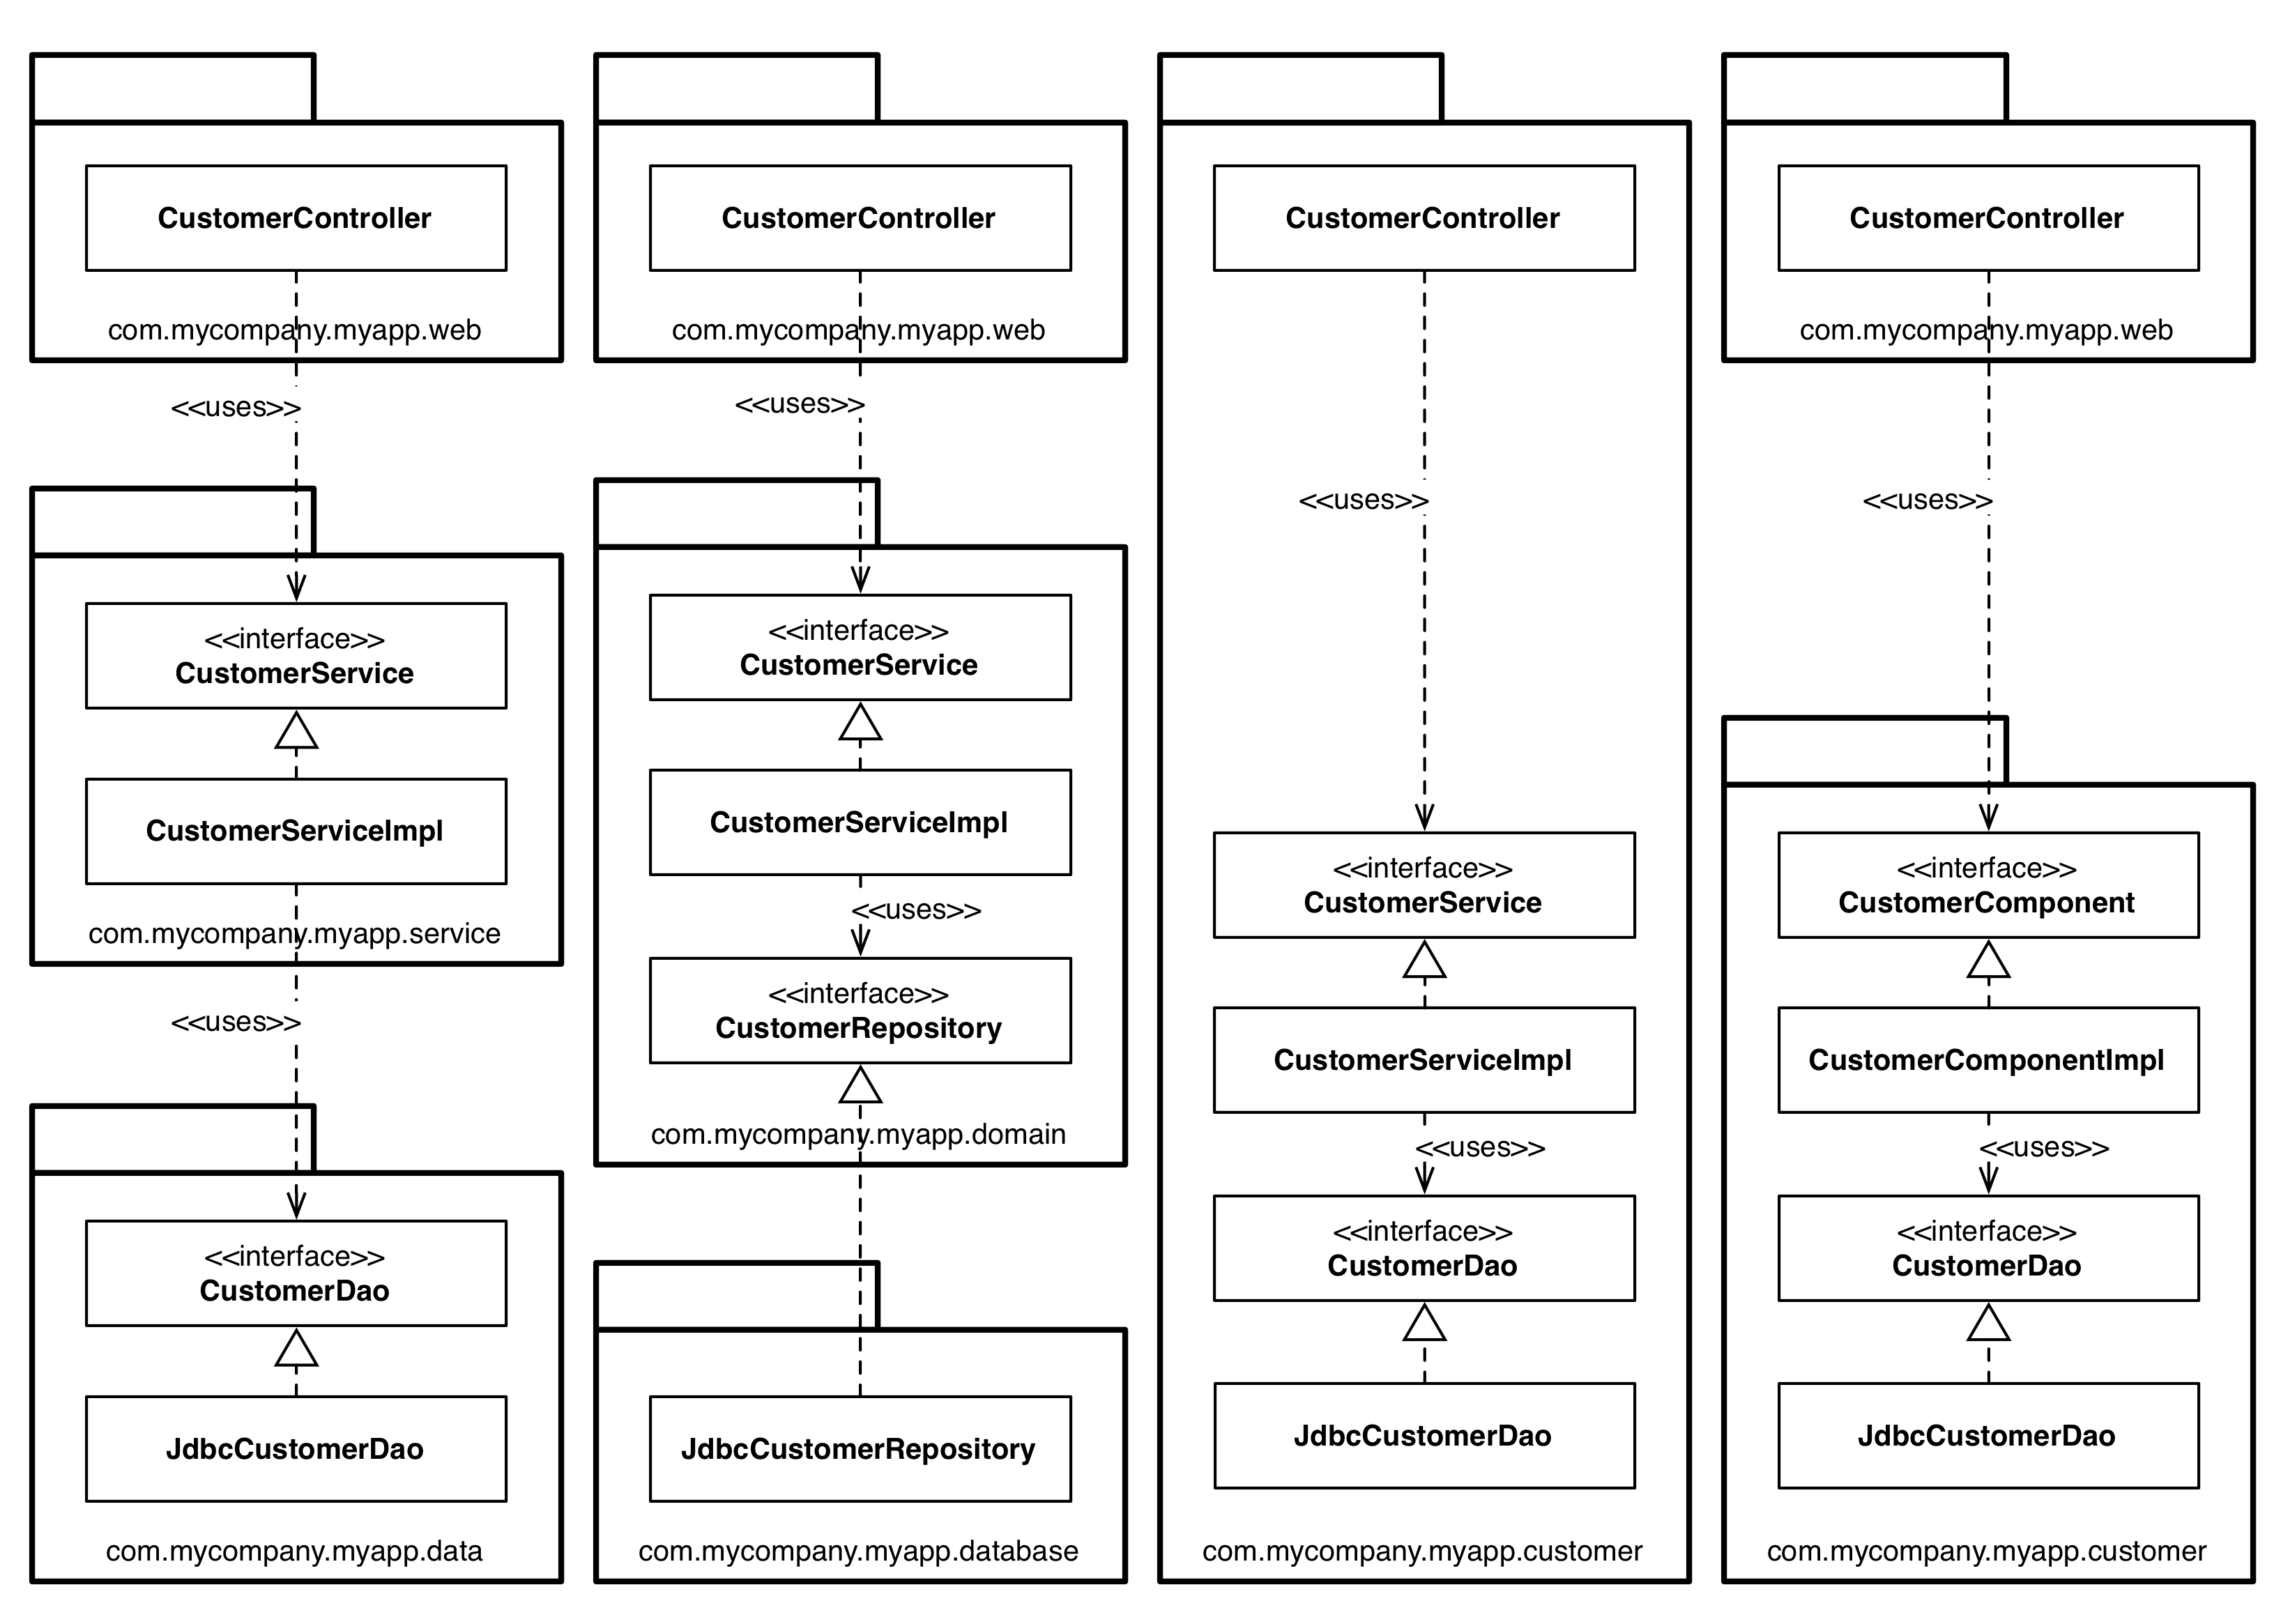 CustomerController
com.mycompany.myapp.web
<<uses>>
<<interface>>
CustomerService
CustomerServiceImpl
com.mycompany.myapp.service
<<uses>>
<<interface>>
CustomerDao
JdbcCustomerDao
com.mycompany.myapp.data
CustomerController
com.mycompany.myapp.web
<<uses>>
<<interface>>
CustomerService
CustomerServiceImpl
<<uses>>
<<interface>>
CustomerRepository
com.mycompany.myapp.domain
JdbcCustomerRepository
com.mycompany.myapp.database
CustomerController
<<uses>>
<<interface>>
CustomerService
CustomerServiceImpl
<<uses>>
<<interface>>
CustomerDao
JdbcCustomerDao
com.mycompany.myapp.customer
CustomerController
com.mycompany.myapp.web
<<uses>>
<<interface>>
CustomerComponent
CustomerComponentImpl
<<uses>>
<<interface>>
CustomerDao
JdbcCustomerDao
com.mycompany.myapp.customer